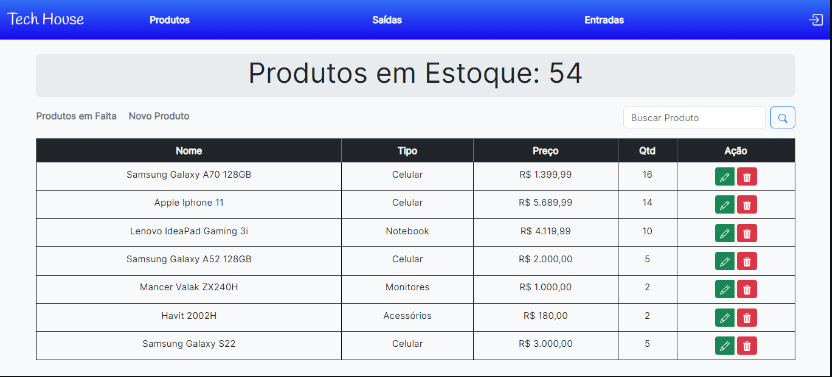 Tech House Produtos Saídas Entradas
Produtos em Estoque: 54
Produtos em Falta Novo Produto Buscar Produto
Nome Tipo Preço Qtd Ação
Samsung Galaxy A70 128GB Celular R$ 1.399,99 16
Apple Iphone 11 Celular R$ 5.689,99 14
Lenovo IdeaPad Gaming 3i Notebook R$ 4.119,99 10
Samsung Galaxy A52 128GB Celular R$ 2.000,00 5
Mancer Valak ZX240H Monitores R$ 1.000,00 2
Havit 2002H Acessórios R$ 180,00 2
Samsung Galaxy S22 Celular R$ 3.000,00 5